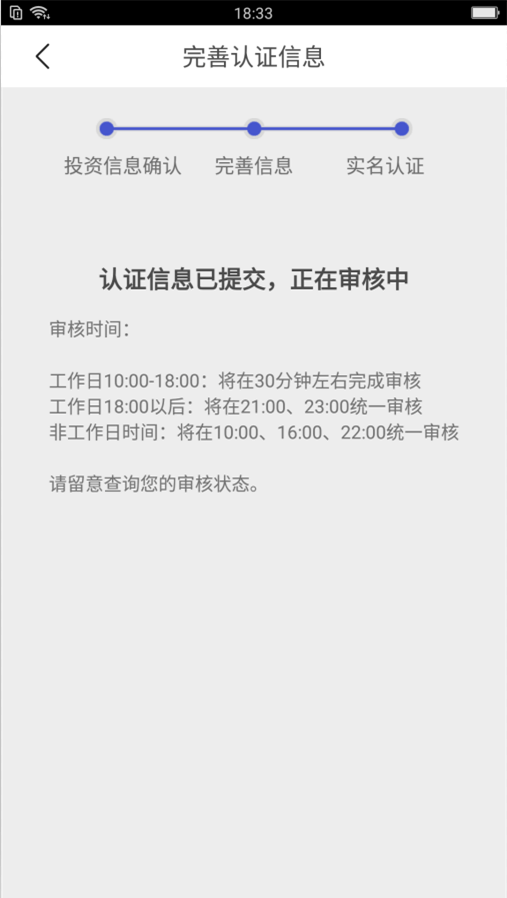 18:33
完善认证信息
投资信息确认 完善信息 实名认证
认证信息已提交，正在审核中
审核时间：
工作日10:00-18:00：将在30分钟左右完成审核
工作日18:00以后：将在21:00、23:00统一审核
非工作日时间：将在10:00、16:00、22:00统一审核
请留意查询您的审核状态。